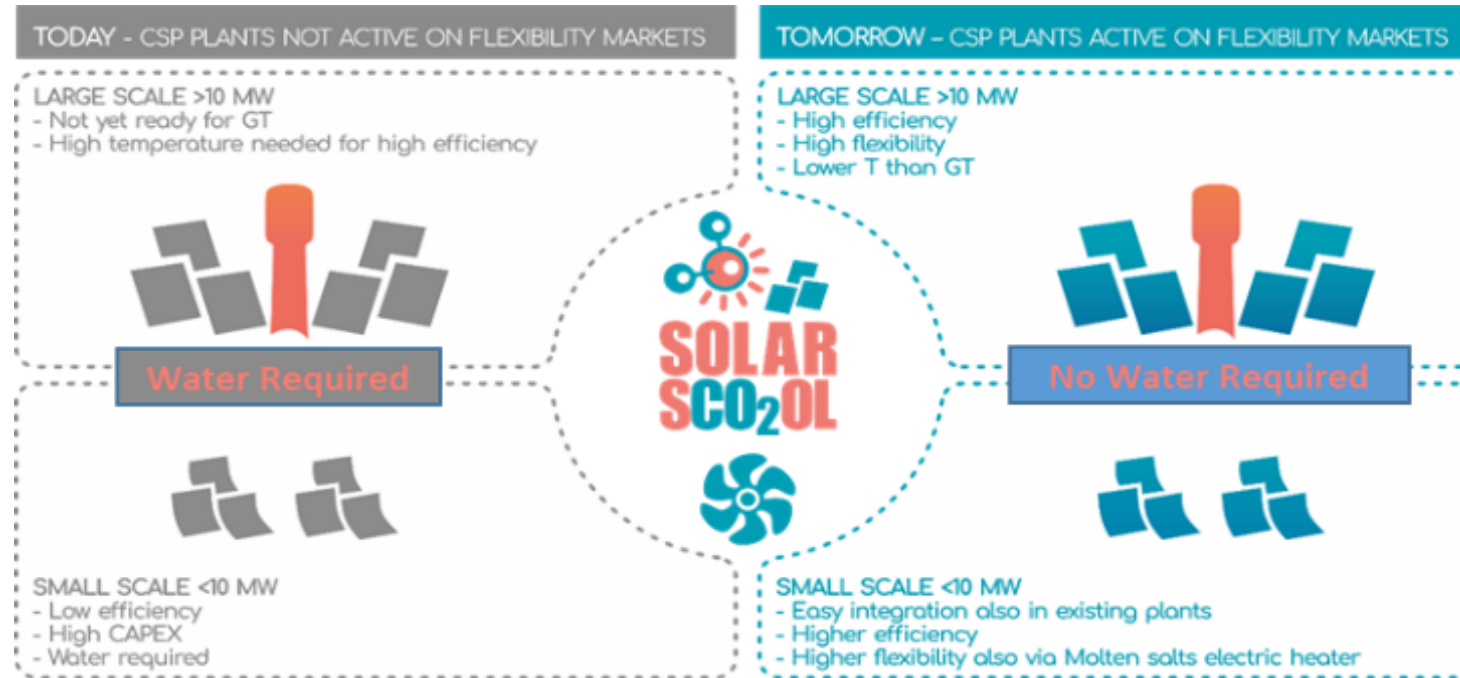 TODAY - CSP PLANTS NOT ACTIVE ON FLEXIBILITY MARKETS
LARGE SCALE >10 MW
- Not yet ready for GT
- High temperature needed for high efficiency
Water Required
SMALL SCALE <10 MW
- Low efficiency
- High CAPEX
- Water required
SOLAR
SCO2OL
TOMORROW – CSP PLANTS ACTIVE ON FLEXIBILITY MARKETS
LARGE SCALE >10 MW
- High efficiency
- High flexibility
- Lower T than GT
No Water Required
SMALL SCALE <10 MW
- Easy integration also in existing plants
- Higher efficiency
- Higher flexibility also via Molten salts electric heater